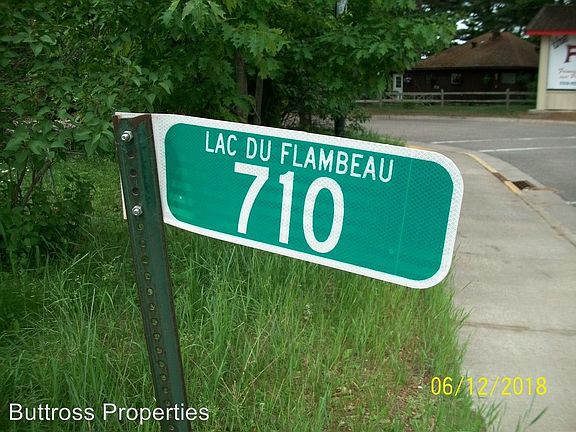 LAC DU FLAMBEAU
710
06/12/2018
Buttross Properties